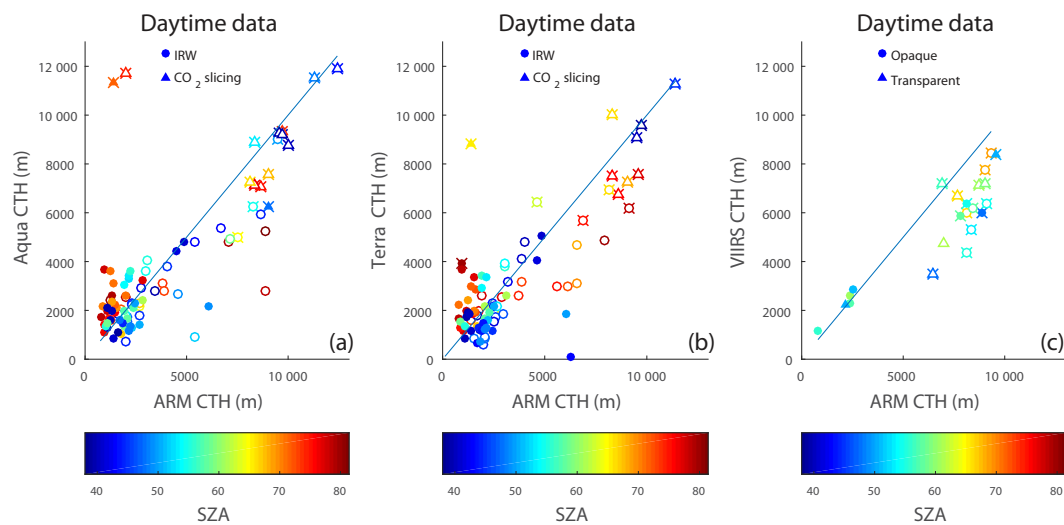 Daytime data
IRW
CO 2 slicing
12 000
10 000
8000
6000
4000
2000
0
Aqua CTH (m)
(a)
0
5000
10 000
ARM CTH (m)
40
50
60
70
80
SZA
Daytime data
IRW
CO 2 slicing
12 000
10 000
8000
6000
4000
2000
0
Terra CTH (m)
(b)
0
5000
10 000
ARM CTH (m)
40
50
60
70
80
SZA
Daytime data
Opaque
Transparent
12 000
10 000
8000
6000
4000
2000
0
VIIRS CTH (m)
(c)
0
5000
10 000
ARM CTH (m)
40
50
60
70
80
SZA